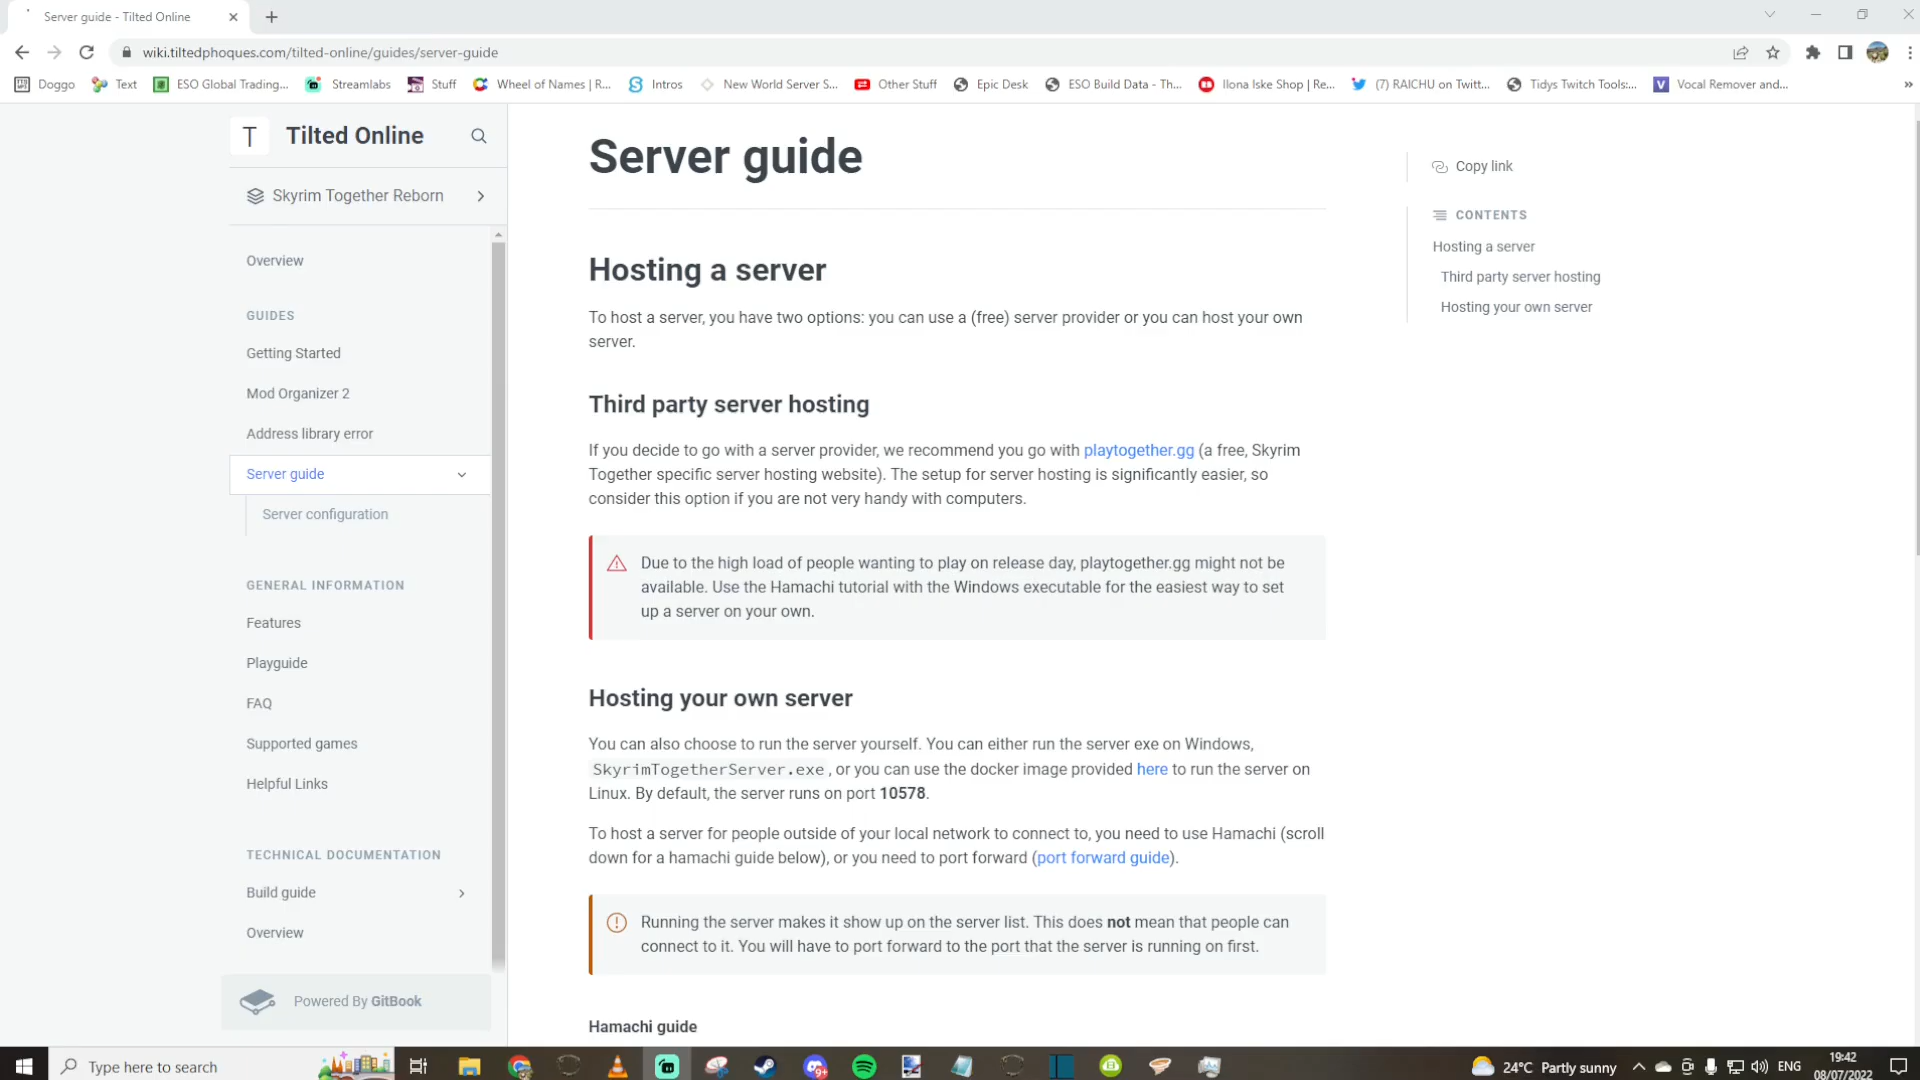 Server guide - Tilted Online
wiki.tiltedphoques.com/tilted-online/guides/server-guide
Doggo
Text
ESO Global Trading...
Streamlabs
Stuff
Wheel of Names | R...
Intros
New World Server S...
Other Stuff
Epic Desk
ESO Build Data - Th...
Ilona Iske Shop | Re...
(7) RAICHU on Twitt...
Tidys Twitch Tools:...
Vocal Remover and...
»
T
Tilted Online
Skyrim Together Reborn
Overview
GUIDES
Getting Started
Mod Organizer 2
Address library error
Server guide
Server configuration
GENERAL INFORMATION
Features
Playguide
FAQ
Supported games
Helpful Links
TECHNICAL DOCUMENTATION
Build guide
Overview
Powered By GitBook
Server guide
Hosting a server
To host a server, you have two options: you can use a (free) server provider or you can host your own
server.
Third party server hosting
If you decide to go with a server provider, we recommend you go with playtogether.gg (a free, Skyrim
Together specific server hosting website). The setup for server hosting is significantly easier, so
consider this option if you are not very handy with computers.
Due to the high load of people wanting to play on release day, playtogether.gg might not be
available. Use the Hamachi tutorial with the Windows executable for the easiest way to set
up a server on your own.
Hosting your own server
You can also choose to run the server yourself. You can either run the server exe on Windows,
SkyrimTogetherServer.exe, or you can use the docker image provided here to run the server on
Linux. By default, the server runs on port 10578.
To host a server for people outside of your local network to connect to, you need to use Hamachi (scroll
down for a hamachi guide below), or you need to port forward (port forward guide).
Running the server makes it show up on the server list. This does not mean that people can
connect to it. You will have to port forward to the port that the server is running on first.
Hamachi guide
Copy link
CONTENTS
Hosting a server
Third party server hosting
Hosting your own server
Type here to search
9+
24°C Partly sunny
ENG
19:42
08/07/2022